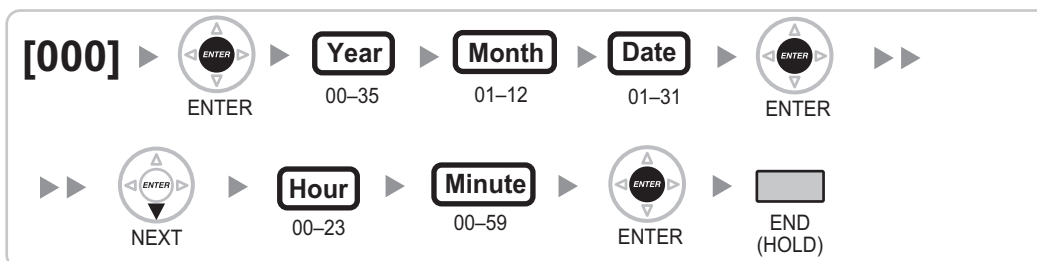 [000] ENTER Year Month Date ENTER
ENTER 00–35 01–12 01–31 ENTER
ENTER Hour Minute ENTER
NEXT 00–23 00–59 ENTER END
(HOLD)